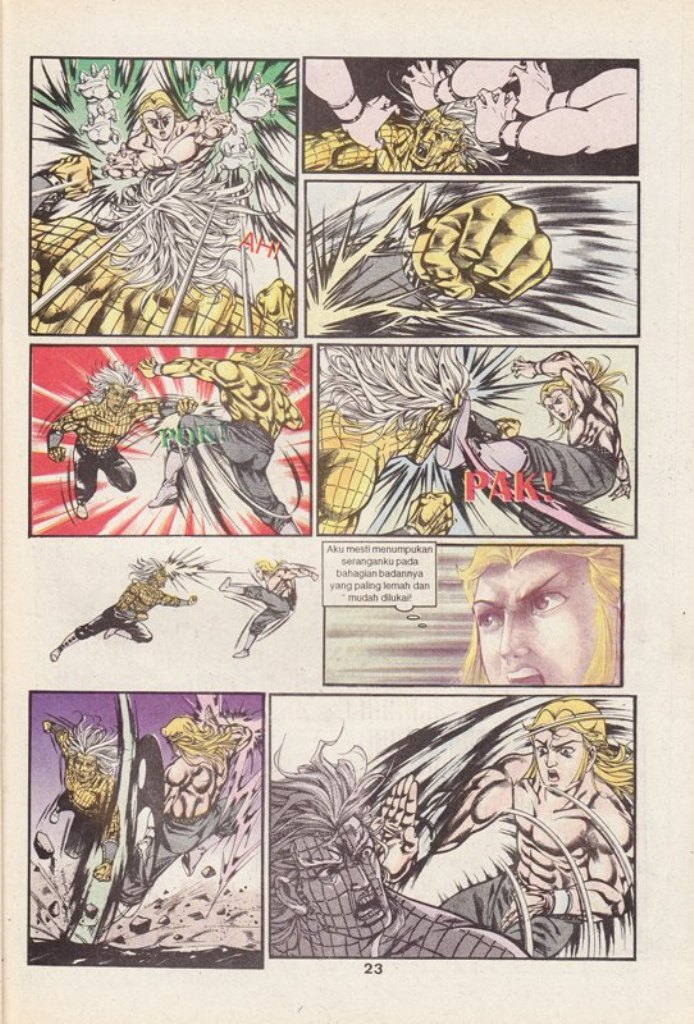 AH!
POK!
PAK!
Aku mesti menumpukan
seranganku pada
bahagian badannya
yang paling lemah dan
mudah dilukai!
23